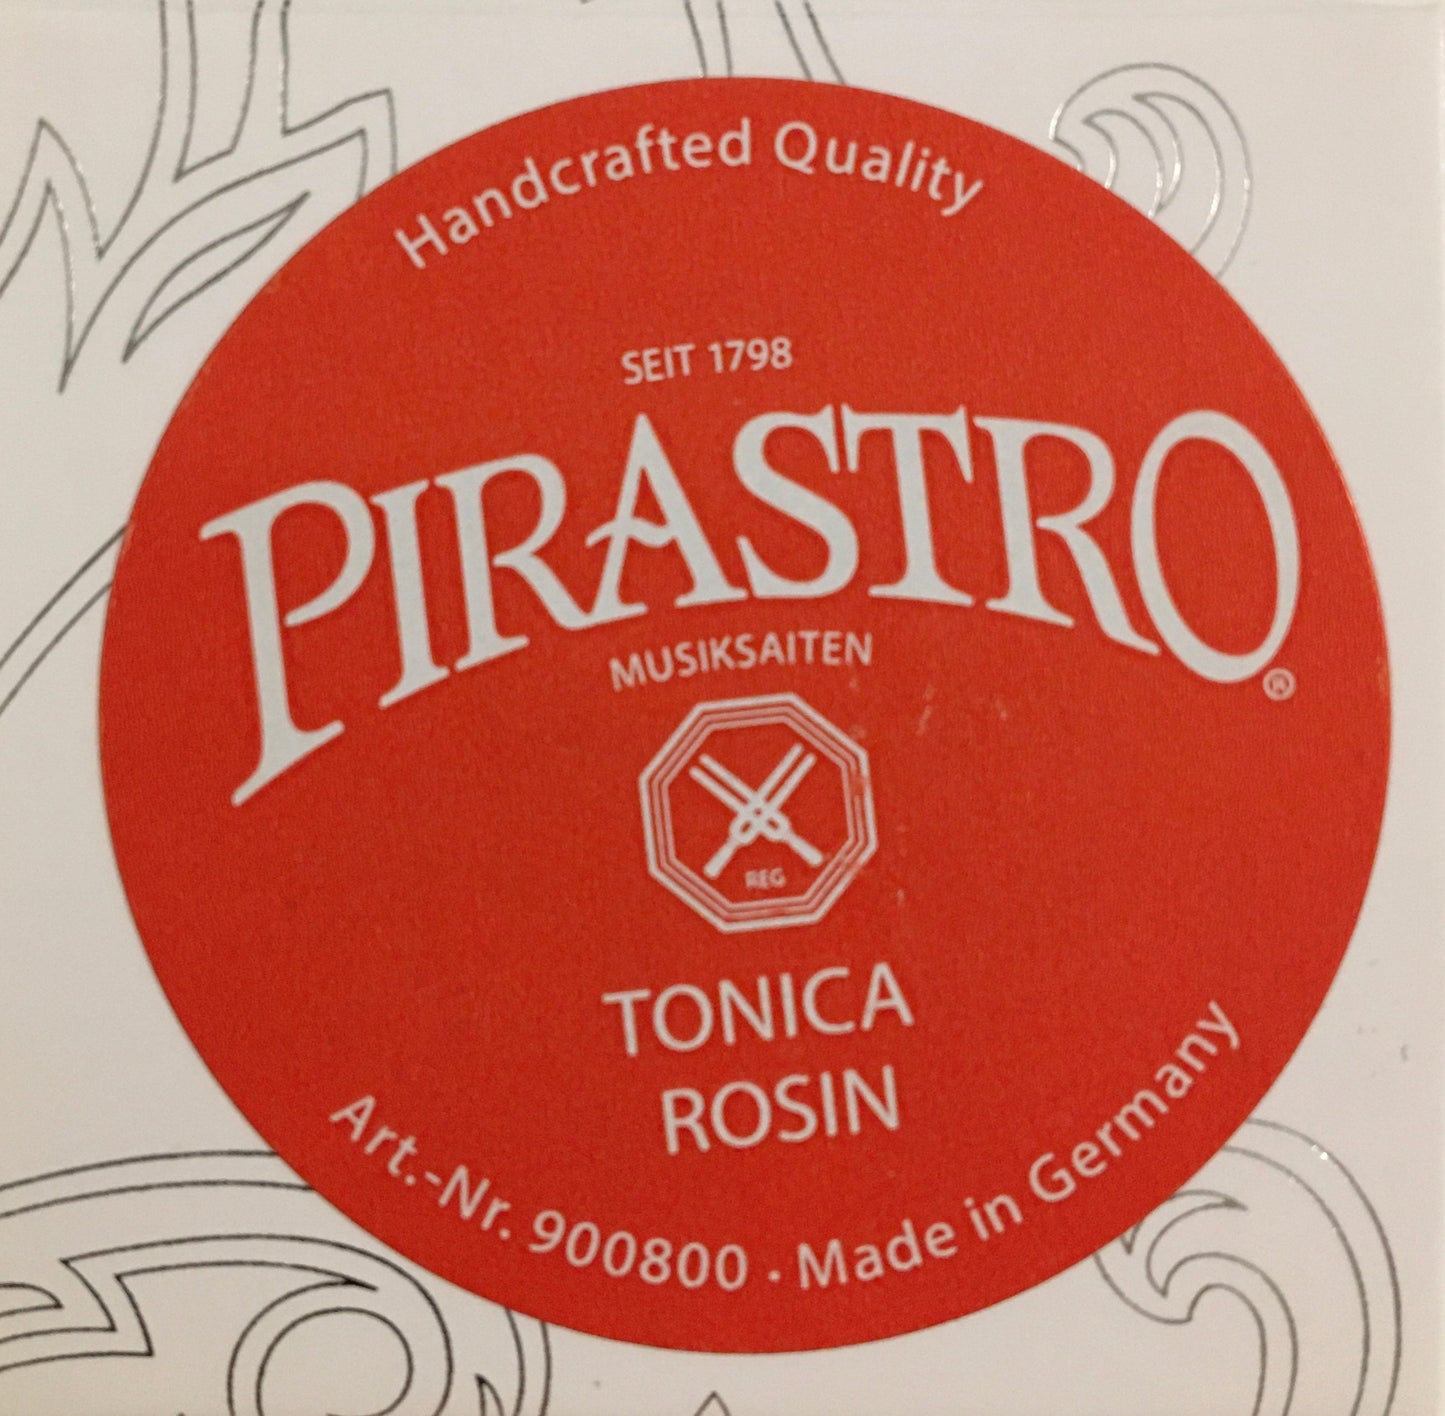 Handcrafted Quality
SEIT 1798
PIRASTRO®
MUSIKSAITEN
REG
TONICA
ROSIN
Art.-Nr. 900800 · Made in Germany